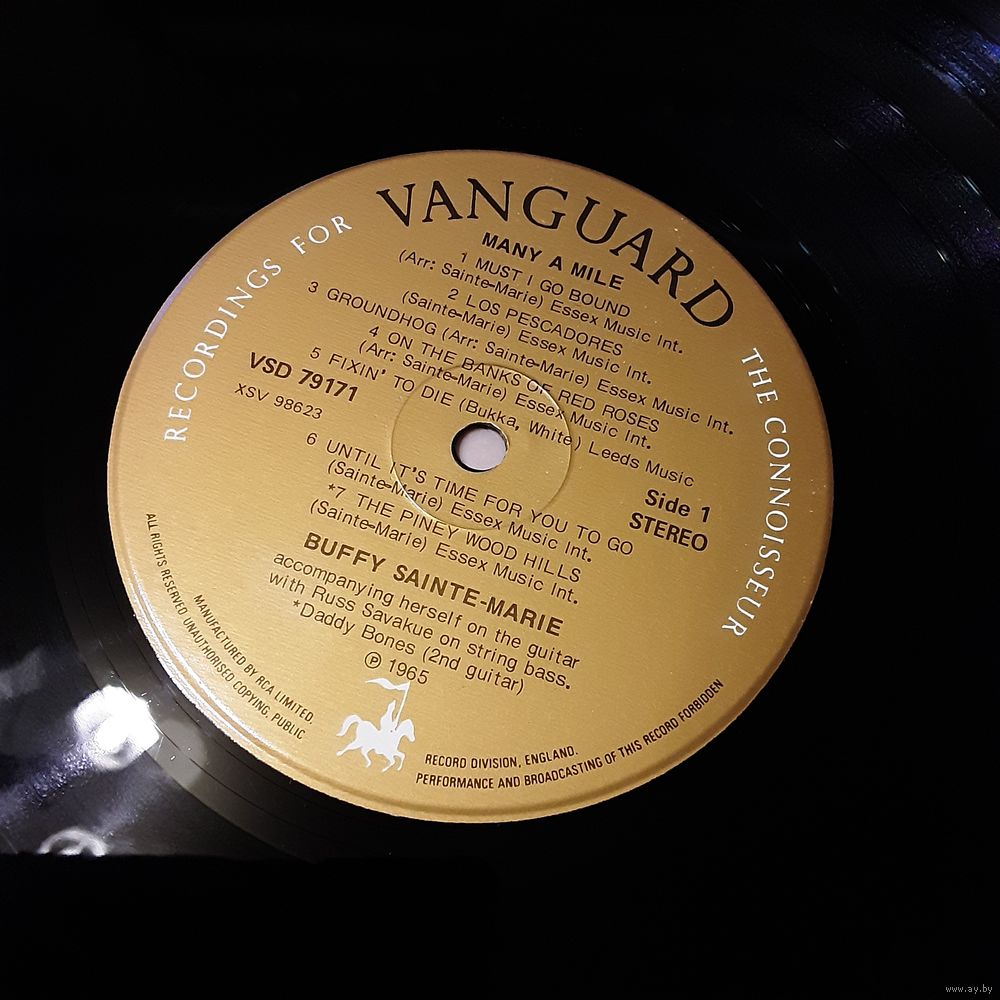 VANGUARD
RECORDINGS FOR THE CONNOISSEUR
MANY A MILE
1 MUST I GO BOUND
(Arr: Sainte-Marie) Essex Music Int.
2 LOS PESCADORES
(Sainte-Marie) Essex Music Int.
3 GROUNDHOG (Arr: Sainte-Marie) Essex Music Int.
4 ON THE BANKS OF RED ROSES
(Arr: Sainte-Marie) Essex Music Int.
5 FIXIN' TO DIE (Bukka, White) Leeds Music
VSD 79171
XSV 98623
Side 1
STEREO
6 UNTIL IT'S TIME FOR YOU TO GO
(Sainte-Marie) Essex Music Int.
*7 THE PINEY WOOD HILLS
(Sainte-Marie) Essex Music Int.
BUFFY SAINTE-MARIE
accompanying herself on the guitar
with Russ Savakue on string bass.
*Daddy Bones (2nd guitar)
℗ 1965
MANUFACTURED BY RCA LIMITED, RECORD DIVISION, ENGLAND.
ALL RIGHTS RESERVED UNAUTHORISED COPYING, PUBLIC PERFORMANCE AND BROADCASTING OF THIS RECORD FORBIDDEN
www.ay.by